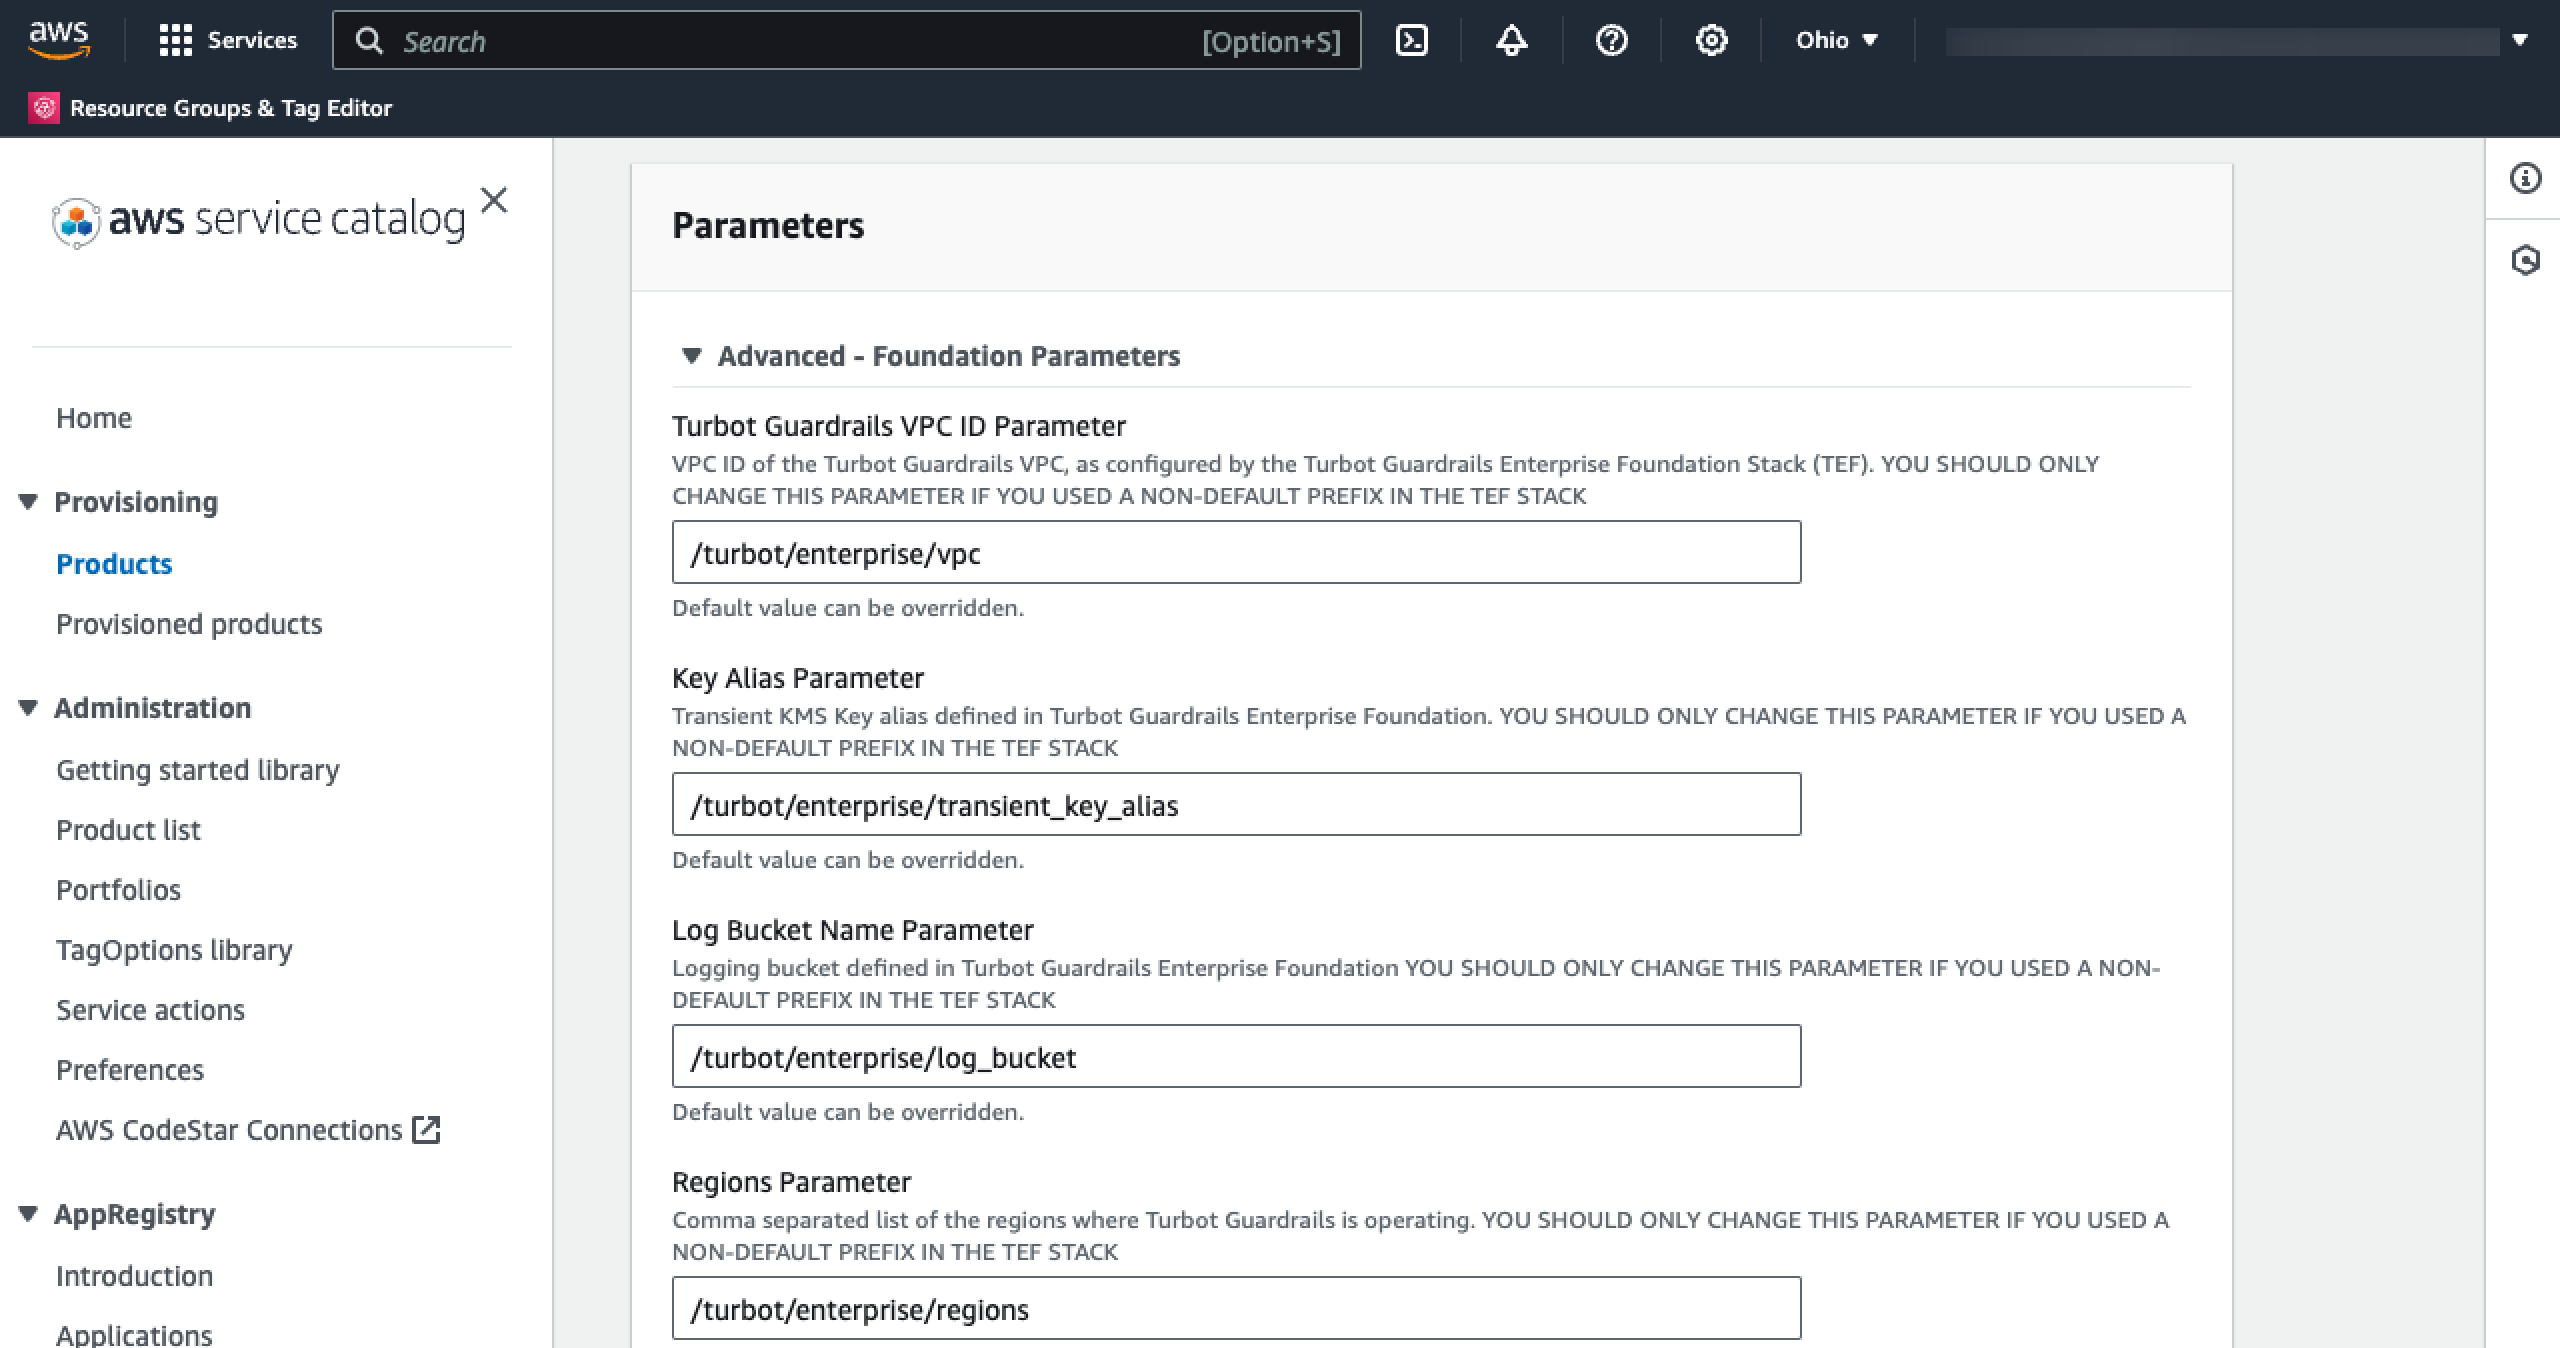 aws
Services
Search
[Option+S]
Ohio
Resource Groups & Tag Editor
aws service catalog
Home
Provisioning
Products
Provisioned products
Administration
Getting started library
Product list
Portfolios
TagOptions library
Service actions
Preferences
AWS CodeStar Connections
AppRegistry
Introduction
Applications
Parameters
Advanced - Foundation Parameters
Turbot Guardrails VPC ID Parameter
VPC ID of the Turbot Guardrails VPC, as configured by the Turbot Guardrails Enterprise Foundation Stack (TEF). YOU SHOULD ONLY
CHANGE THIS PARAMETER IF YOU USED A NON-DEFAULT PREFIX IN THE TEF STACK
/turbot/enterprise/vpc
Default value can be overridden.
Key Alias Parameter
Transient KMS Key alias defined in Turbot Guardrails Enterprise Foundation. YOU SHOULD ONLY CHANGE THIS PARAMETER IF YOU USED A
NON-DEFAULT PREFIX IN THE TEF STACK
/turbot/enterprise/transient_key_alias
Default value can be overridden.
Log Bucket Name Parameter
Logging bucket defined in Turbot Guardrails Enterprise Foundation YOU SHOULD ONLY CHANGE THIS PARAMETER IF YOU USED A NON-
DEFAULT PREFIX IN THE TEF STACK
/turbot/enterprise/log_bucket
Default value can be overridden.
Regions Parameter
Comma separated list of the regions where Turbot Guardrails is operating. YOU SHOULD ONLY CHANGE THIS PARAMETER IF YOU USED A
NON-DEFAULT PREFIX IN THE TEF STACK
/turbot/enterprise/regions